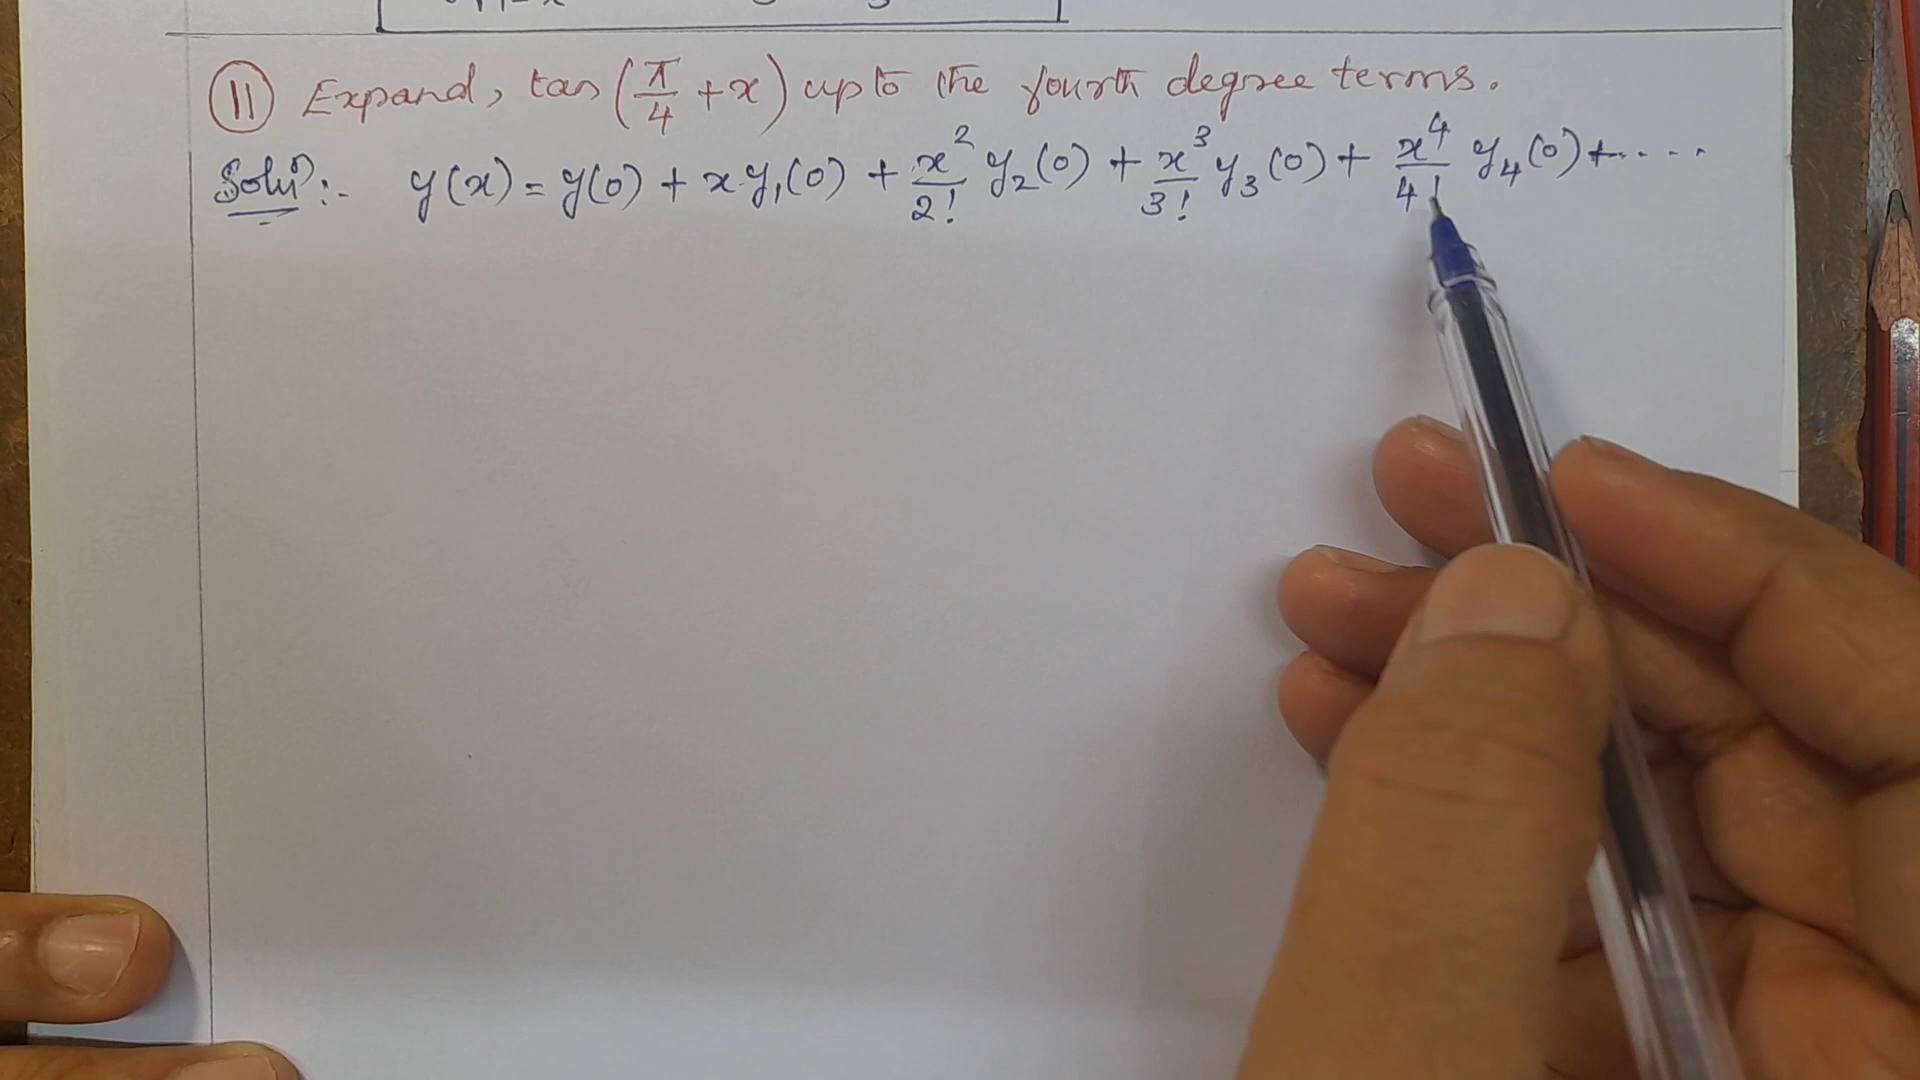 (11) Expand, tan(π/4 + x) up to the fourth degree terms.
Solu?:- y(x) = y(0) + x y₁(0) + x²/2! y₂(0) + x³/3! y₃(0) + x⁴/4! y₄(0) + .....